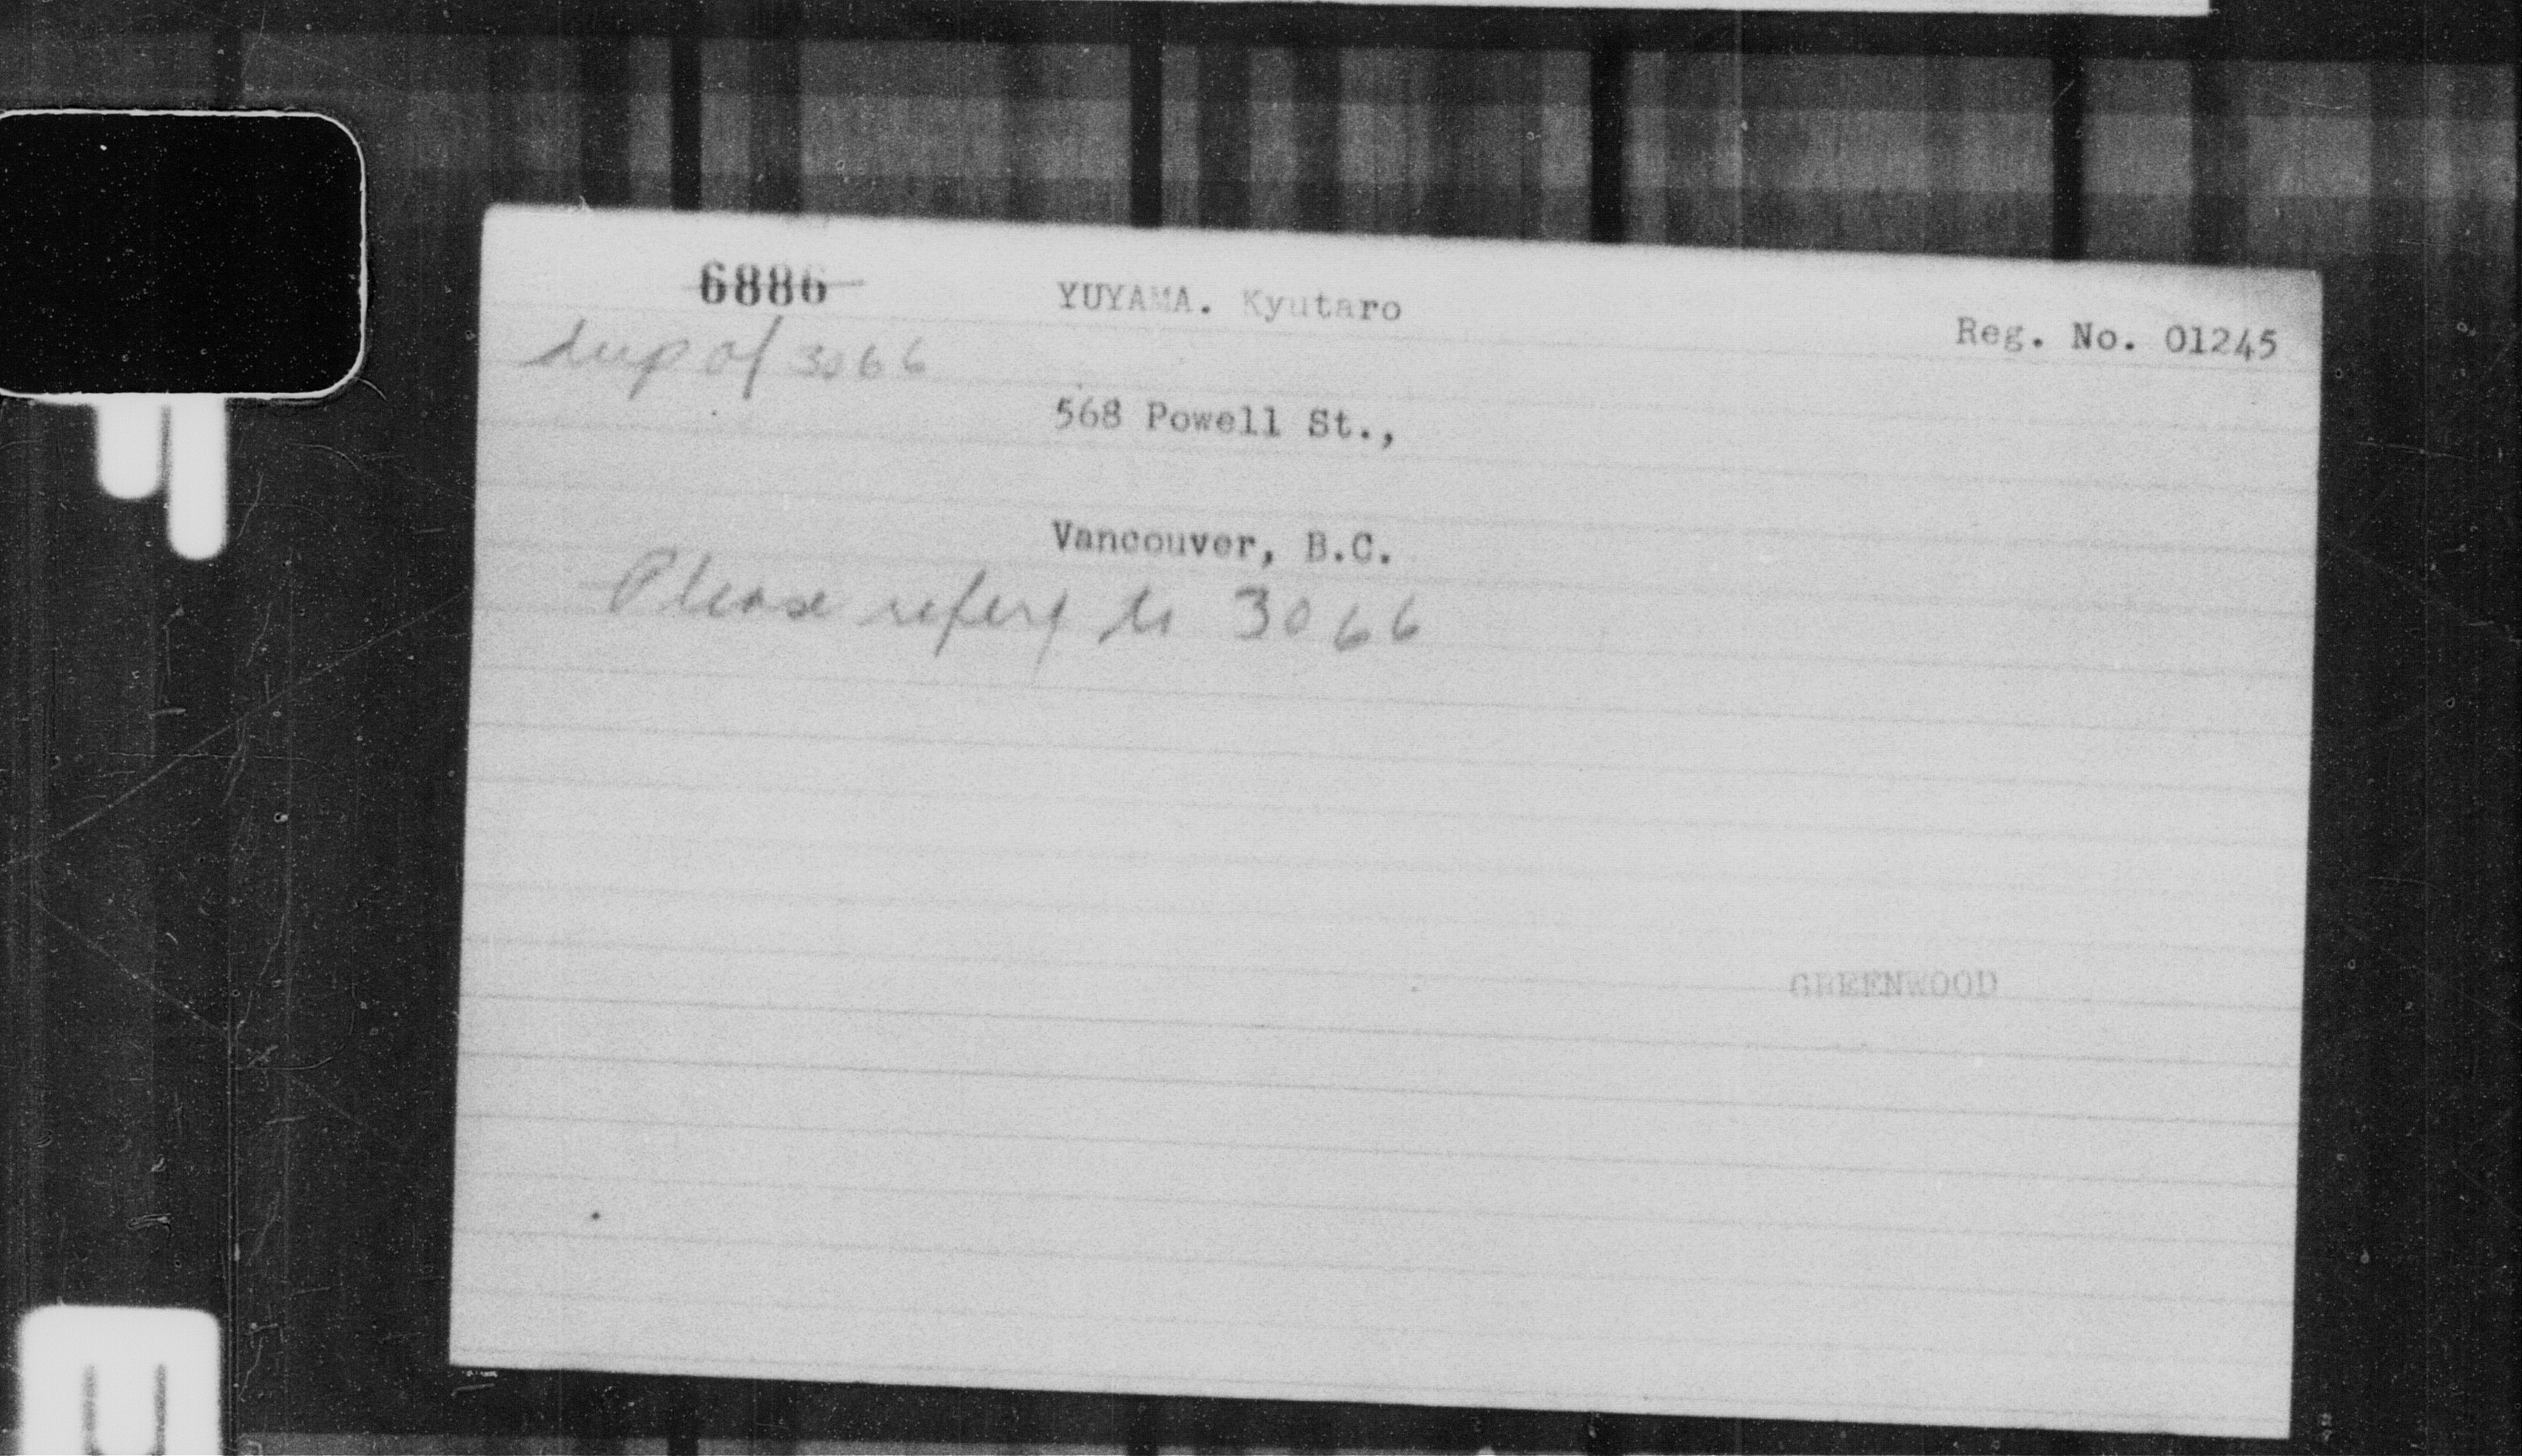 6886 YUYAMA. Kyutaro
Reg. No. 01245
dup of 3066
568 Powell St.,
Vancouver, B.C.
Please refer to 3066
GREENWOOD